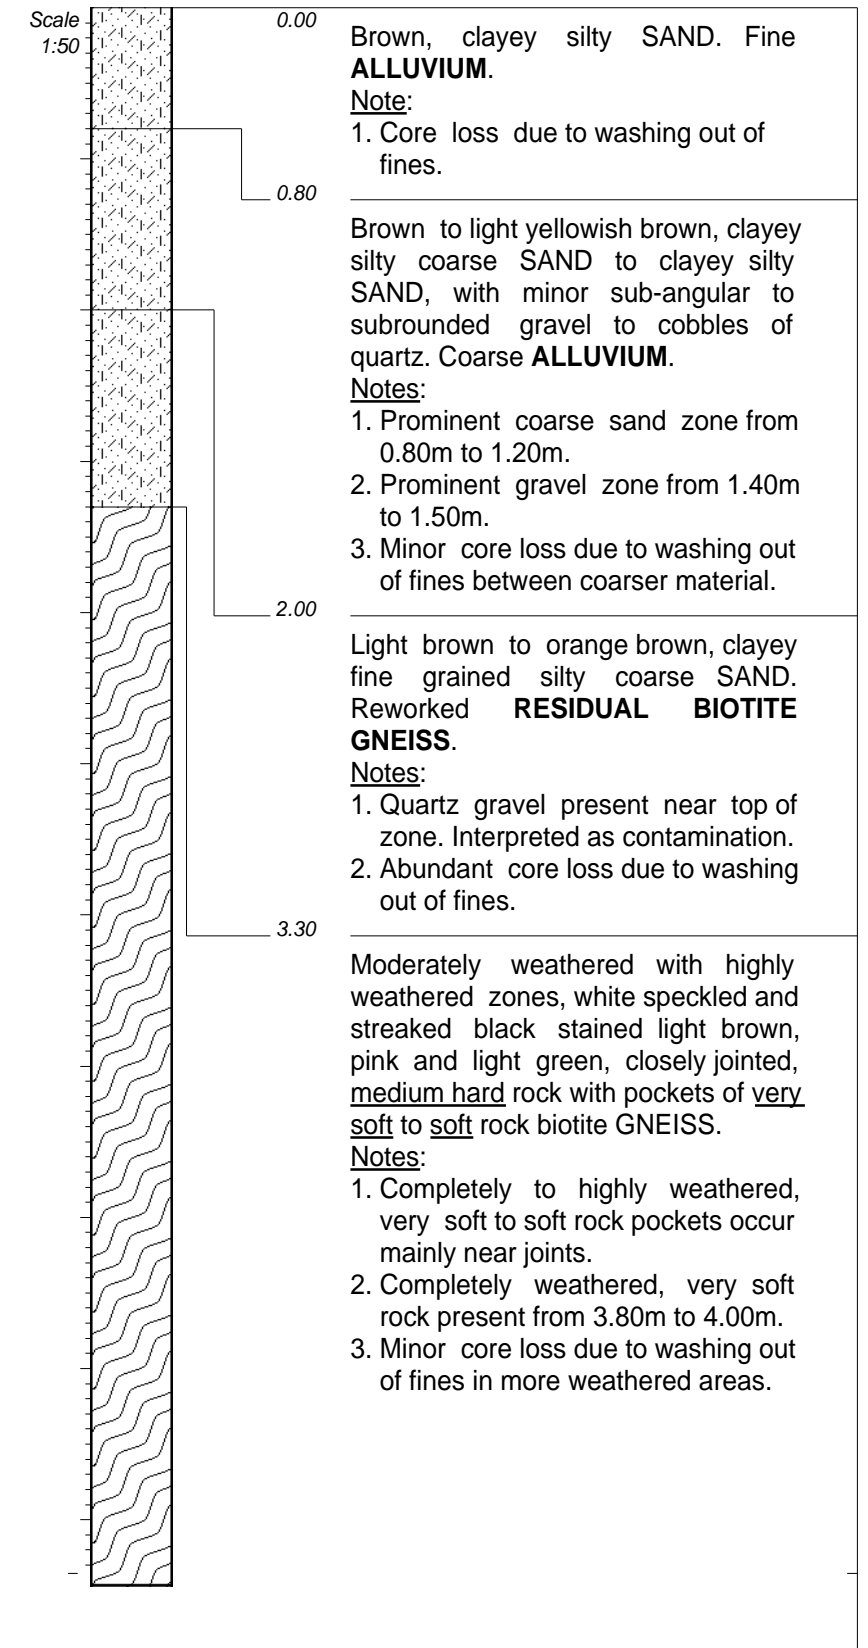 Scale
1:50
0.00
Brown, clayey silty SAND. Fine
ALLUVIUM.
Note:
1. Core loss due to washing out of
fines.
0.80
Brown to light yellowish brown, clayey
silty coarse SAND to clayey silty
SAND, with minor sub-angular to
subrounded gravel to cobbles of
quartz. Coarse ALLUVIUM.
Notes:
1. Prominent coarse sand zone from
0.80m to 1.20m.
2. Prominent gravel zone from 1.40m
to 1.50m.
3. Minor core loss due to washing out
of fines between coarser material.
2.00
Light brown to orange brown, clayey
fine grained silty coarse SAND.
Reworked RESIDUAL BIOTITE
GNEISS.
Notes:
1. Quartz gravel present near top of
zone. Interpreted as contamination.
2. Abundant core loss due to washing
out of fines.
3.30
Moderately weathered with highly
weathered zones, white speckled and
streaked black stained light brown,
pink and light green, closely jointed,
medium hard rock with pockets of very
soft to soft rock biotite GNEISS.
Notes:
1. Completely to highly weathered,
very soft to soft rock pockets occur
mainly near joints.
2. Completely weathered, very soft
rock present from 3.80m to 4.00m.
3. Minor core loss due to washing out
of fines in more weathered areas.